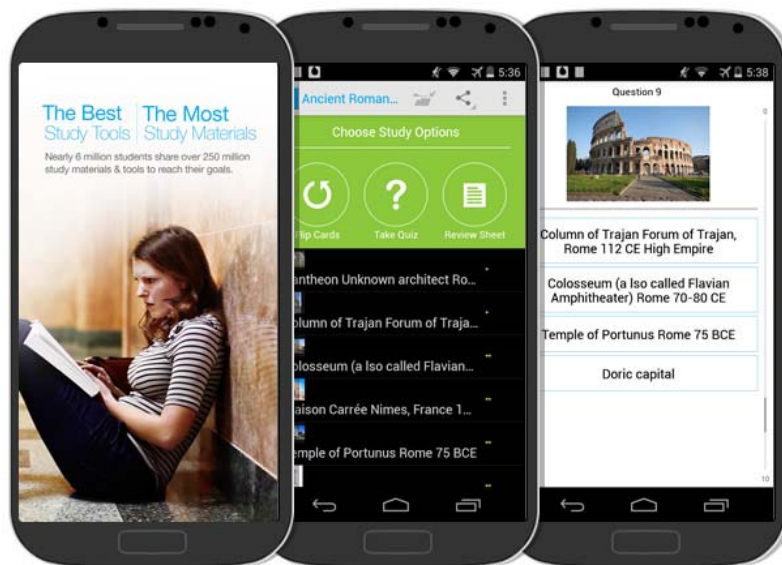 The Best
Study Tools
The Most
Study Materials
Nearly 6 million students share over 250 million
study materials & tools to reach their goals.
5:36
Ancient Roman...
Choose Study Options
lip Cards
Take Quiz
Review Sheet
antheon Unknown architect Ro...
olumn of Trajan Forum of Traja...
olosseum (a lso called Flavian...
aison Carrée Nimes, France 1...
emple of Portunus Rome 75 BCE
5:38
Question 9
0
Column of Trajan Forum of Trajan,
Rome 112 CE High Empire
Colosseum (a lso called Flavian
Amphitheater) Rome 70-80 CE
Temple of Portunus Rome 75 BCE
Doric capital
10